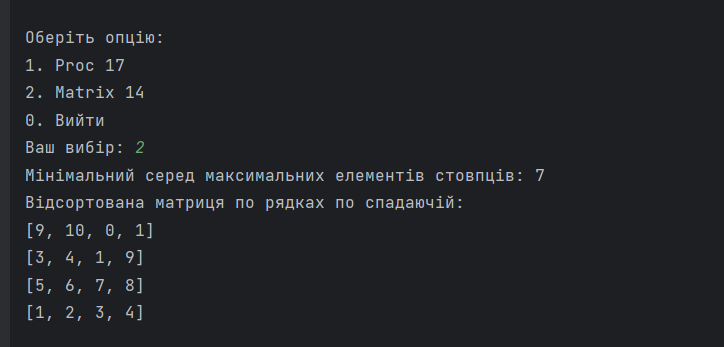 Оберіть опцію:
1. Proc 17
2. Matrix 14
0. Вийти
Ваш вибір: 2
Мінімальний серед максимальних елементів стовпців: 7
Відсортована матриця по рядках по спадаючій:
[9, 10, 0, 1]
[3, 4, 1, 9]
[5, 6, 7, 8]
[1, 2, 3, 4]